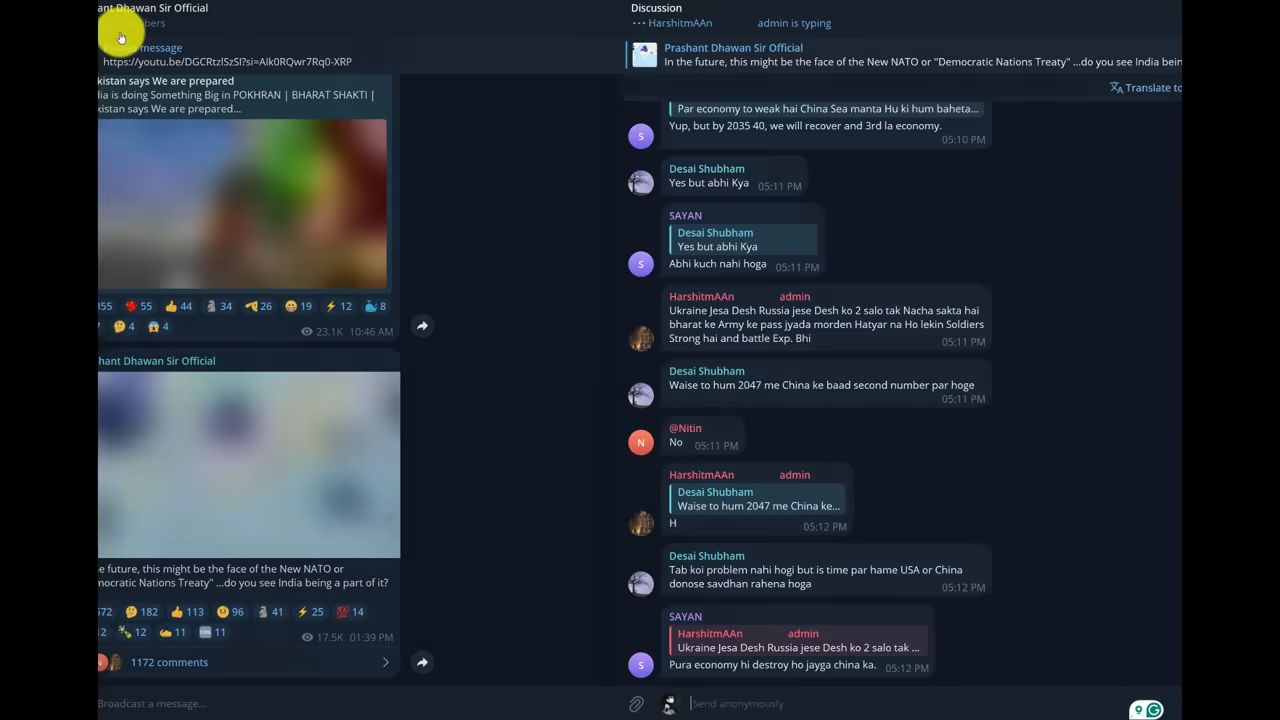 ant Dhawan Sir Official
bers
message
https://youtu.be/DGCRtzlSzSI?si=AIk0RQwr7Rq0-XRP
kistan says We are prepared
lia is doing Something Big in POKHRAN | BHARAT SHAKTI |
kistan says We are prepared...
355 55 44 34 26 19 12 8
7 4 4 23.1K 10:46 AM
hant Dhawan Sir Official
e future, this might be the face of the New NATO or
mocratic Nations Treaty" ...do you see India being a part of it?
572 182 113 96 41 25 14
12 12 11 11 17.5K 01:39 PM
N 1172 comments
Broadcast a message...
Discussion
HarshitmAAn admin is typing
Prashant Dhawan Sir Official
In the future, this might be the face of the New NATO or "Democratic Nations Treaty" ...do you see India bein
Translate to
Par economy to weak hai China Sea manta Hu ki hum baheta...
Yup, but by 2035 40, we will recover and 3rd la economy.
S 05:10 PM
Desai Shubham
Yes but abhi Kya 05:11 PM
SAYAN
Desai Shubham
Yes but abhi Kya
S Abhi kuch nahi hoga 05:11 PM
HarshitmAAn admin
Ukraine Jesa Desh Russia jese Desh ko 2 salo tak Nacha sakta hai
bharat ke Army ke pass jyada morden Hatyar na Ho lekin Soldiers
Strong hai and battle Exp. Bhi 05:11 PM
Desai Shubham
Waise to hum 2047 me China ke baad second number par hoge
05:11 PM
@Nitin
N No 05:11 PM
HarshitmAAn admin
Desai Shubham
Waise to hum 2047 me China ke...
H 05:12 PM
Desai Shubham
Tab koi problem nahi hogi but is time par hame USA or China
donose savdhan rahena hoga 05:12 PM
SAYAN
HarshitmAAn admin
Ukraine Jesa Desh Russia jese Desh ko 2 salo tak ...
S Pura economy hi destroy ho jayga china ka. 05:12 PM
Send anonymously...